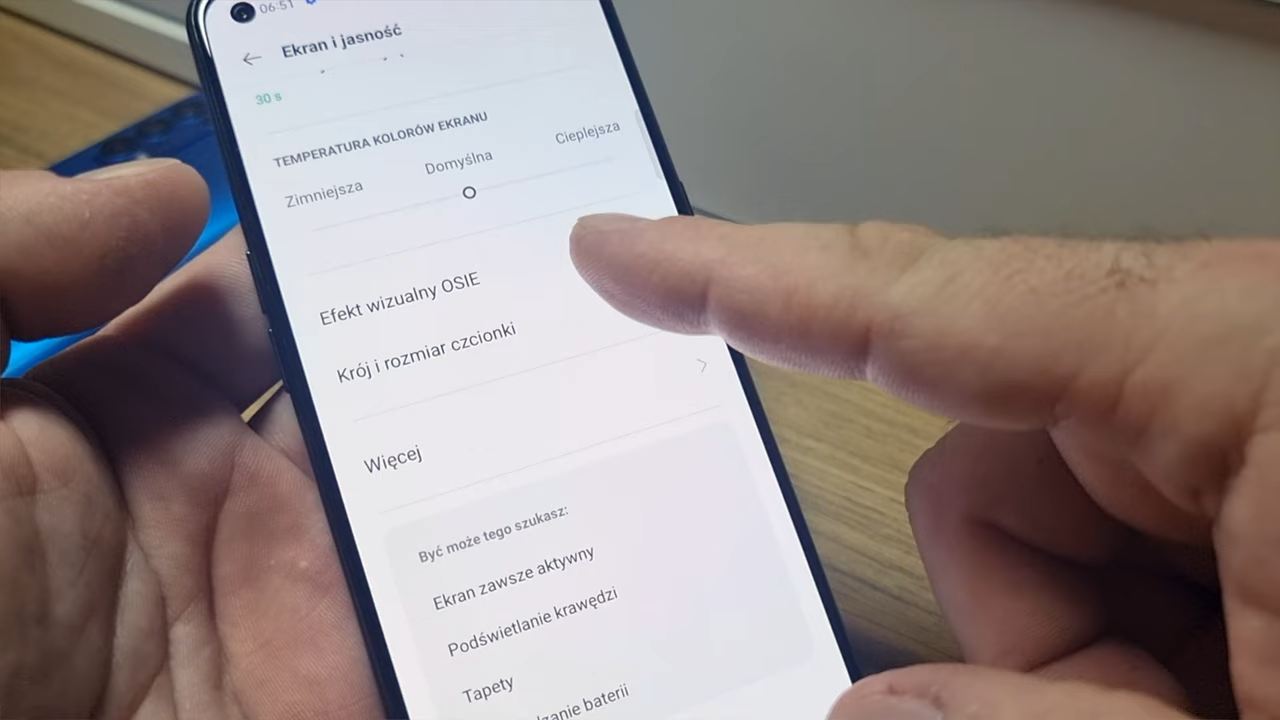 06:51
Ekran i jasność
30 s
TEMPERATURA KOLORÓW EKRANU
Zimniejsza Domyślna Cieplejsza
Efekt wizualny OSIE
Krój i rozmiar czcionki
Więcej
Być może tego szukasz:
Ekran zawsze aktywny
Podświetlanie krawędzi
Tapety
baterii